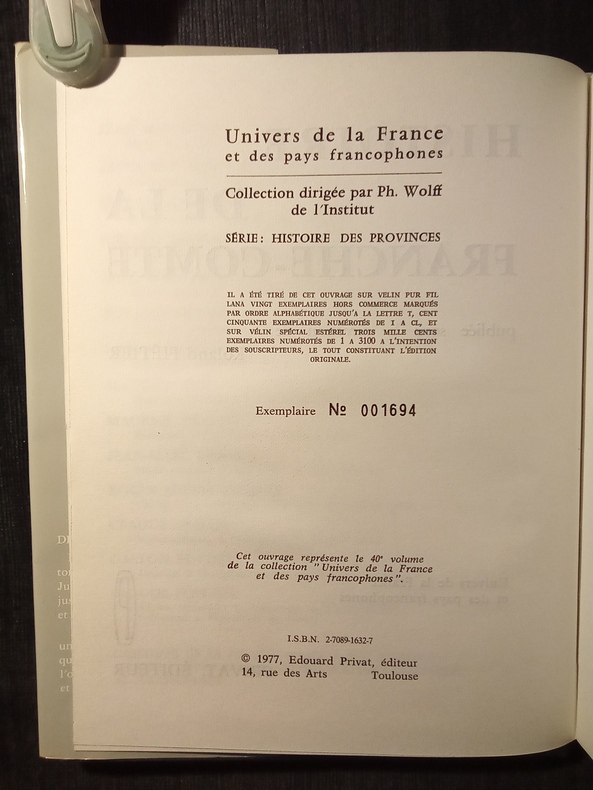 Univers de la France
et des pays francophones
Collection dirigée par Ph. Wolff
de l'Institut
SÉRIE : HISTOIRE DES PROVINCES
IL A ÉTÉ TIRÉ DE CET OUVRAGE SUR VELIN PUR FIL
LANA VINGT EXEMPLAIRES HORS COMMERCE MARQUÉS
PAR ORDRE ALPHABÉTIQUE JUSQU'A LA LETTRE T, CENT
CINQUANTE EXEMPLAIRES NUMÉROTÉS DE I A CL, ET
SUR VÉLIN SPÉCIAL ESTÉREL TROIS MILLE CENTS
EXEMPLAIRES NUMÉROTÉS DE 1 A 3100 A L'INTENTION
DES SOUSCRIPTEURS, LE TOUT CONSTITUANT L'ÉDITION
ORIGINALE.
Exemplaire Nº 001694
Cet ouvrage représente le 40e volume
de la collection "Univers de la France
et des pays francophones".
I.S.B.N. 2-7089-1632-7
© 1977, Edouard Privat, éditeur
14, rue des Arts Toulouse